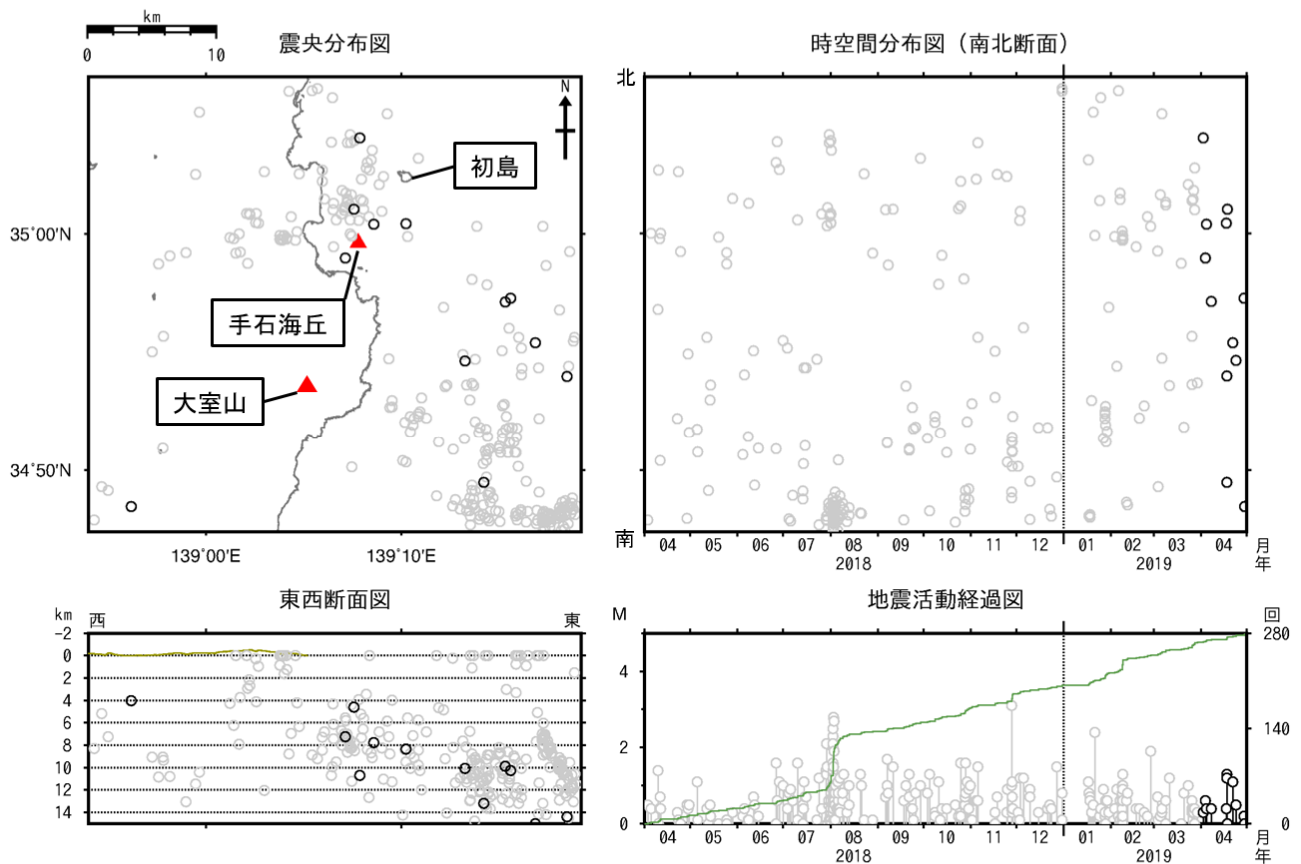 km
0 10
震央分布図
N
初島
手石海丘
大室山
35°00'N
34°50'N
139°00'E 139°10'E
時空間分布図（南北断面）
北
南
04 05 06 07 08 09 10 11 12 01 02 03 04 月
2018 2019 年
東西断面図
km 西 東
-2
0
2
4
6
8
10
12
14
地震活動経過図
M 回
4 280
2 140
0 0
04 05 06 07 08 09 10 11 12 01 02 03 04 月
2018 2019 年